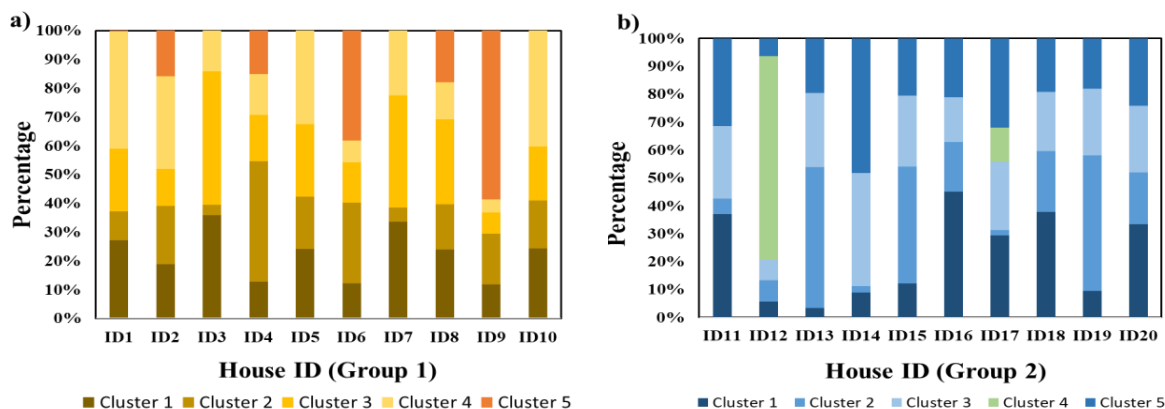 a)
Percentage
100%
90%
80%
70%
60%
50%
40%
30%
20%
10%
0%
ID1 ID2 ID3 ID4 ID5 ID6 ID7 ID8 ID9 ID10
House ID (Group 1)
Cluster 1 Cluster 2 Cluster 3 Cluster 4 Cluster 5
b)
Percentage
100%
90%
80%
70%
60%
50%
40%
30%
20%
10%
0%
ID11 ID12 ID13 ID14 ID15 ID16 ID17 ID18 ID19 ID20
House ID (Group 2)
Cluster 1 Cluster 2 Cluster 3 Cluster 4 Cluster 5